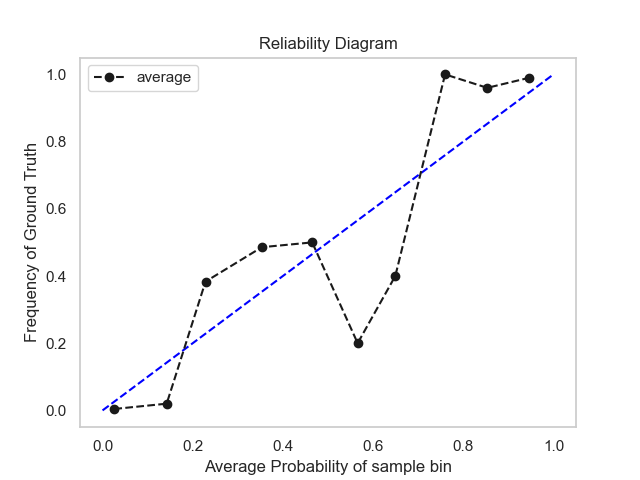 Reliability Diagram
average
1.0
0.8
0.6
0.4
0.2
0.0
Frequency of Ground Truth
0.0 0.2 0.4 0.6 0.8 1.0
Average Probability of sample bin